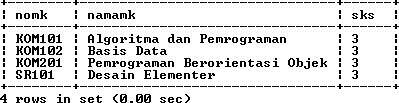 nomk namamk sks
KOM101 Algoritma dan Pemrograman 3
KOM102 Basis Data 3
KOM201 Pemrograman Berorientasi Objek 3
SR101 Desain Elementer 3
4 rows in set (0.00 sec)